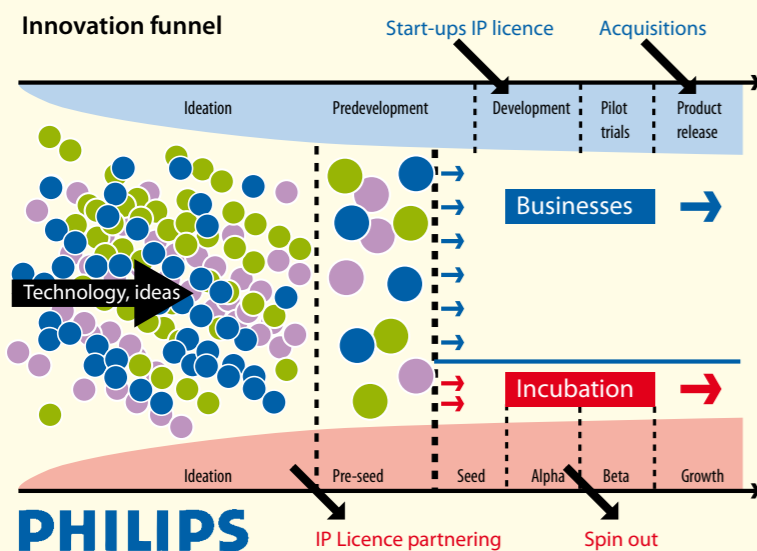 Innovation funnel
Start-ups IP licence
Acquisitions
Ideation
Predevelopment
Development
Pilot
trials
Product
release
Businesses
Technology, ideas
Incubation
Ideation
Pre-seed
Seed
Alpha
Beta
Growth
PHILIPS
IP Licence partnering
Spin out